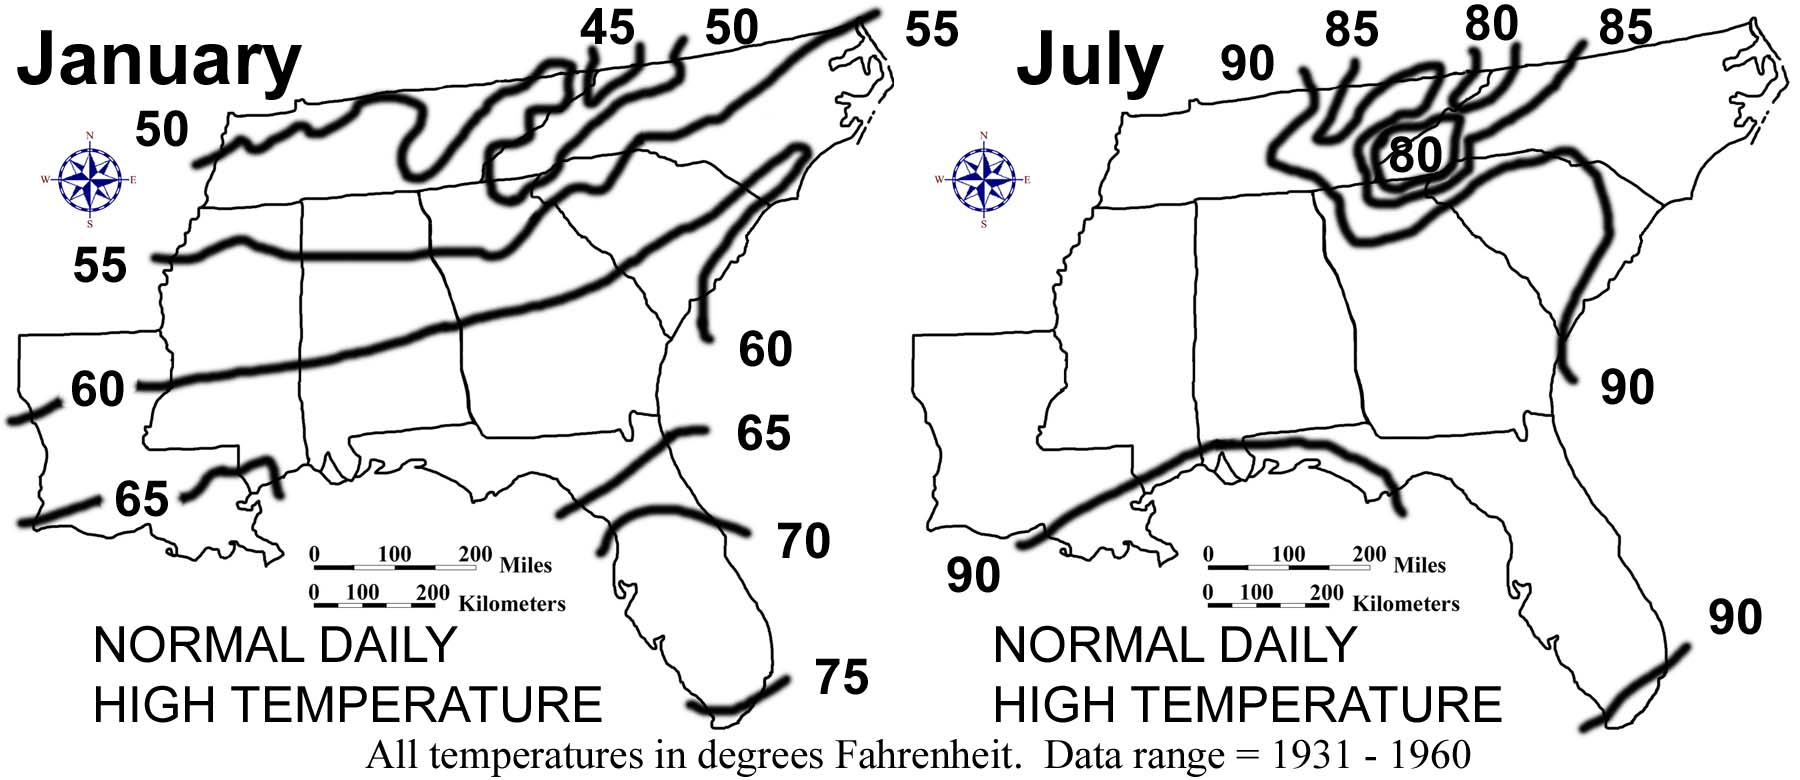 January
45
50
55
50
N
W
E
S
55
60
60
65
65
70
75
0 100 200 Miles
0 100 200 Kilometers
NORMAL DAILY
HIGH TEMPERATURE
July
90
85
80
85
80
N
W
E
S
90
90
90
0 100 200 Miles
0 100 200 Kilometers
NORMAL DAILY
HIGH TEMPERATURE
All temperatures in degrees Fahrenheit. Data range = 1931 - 1960